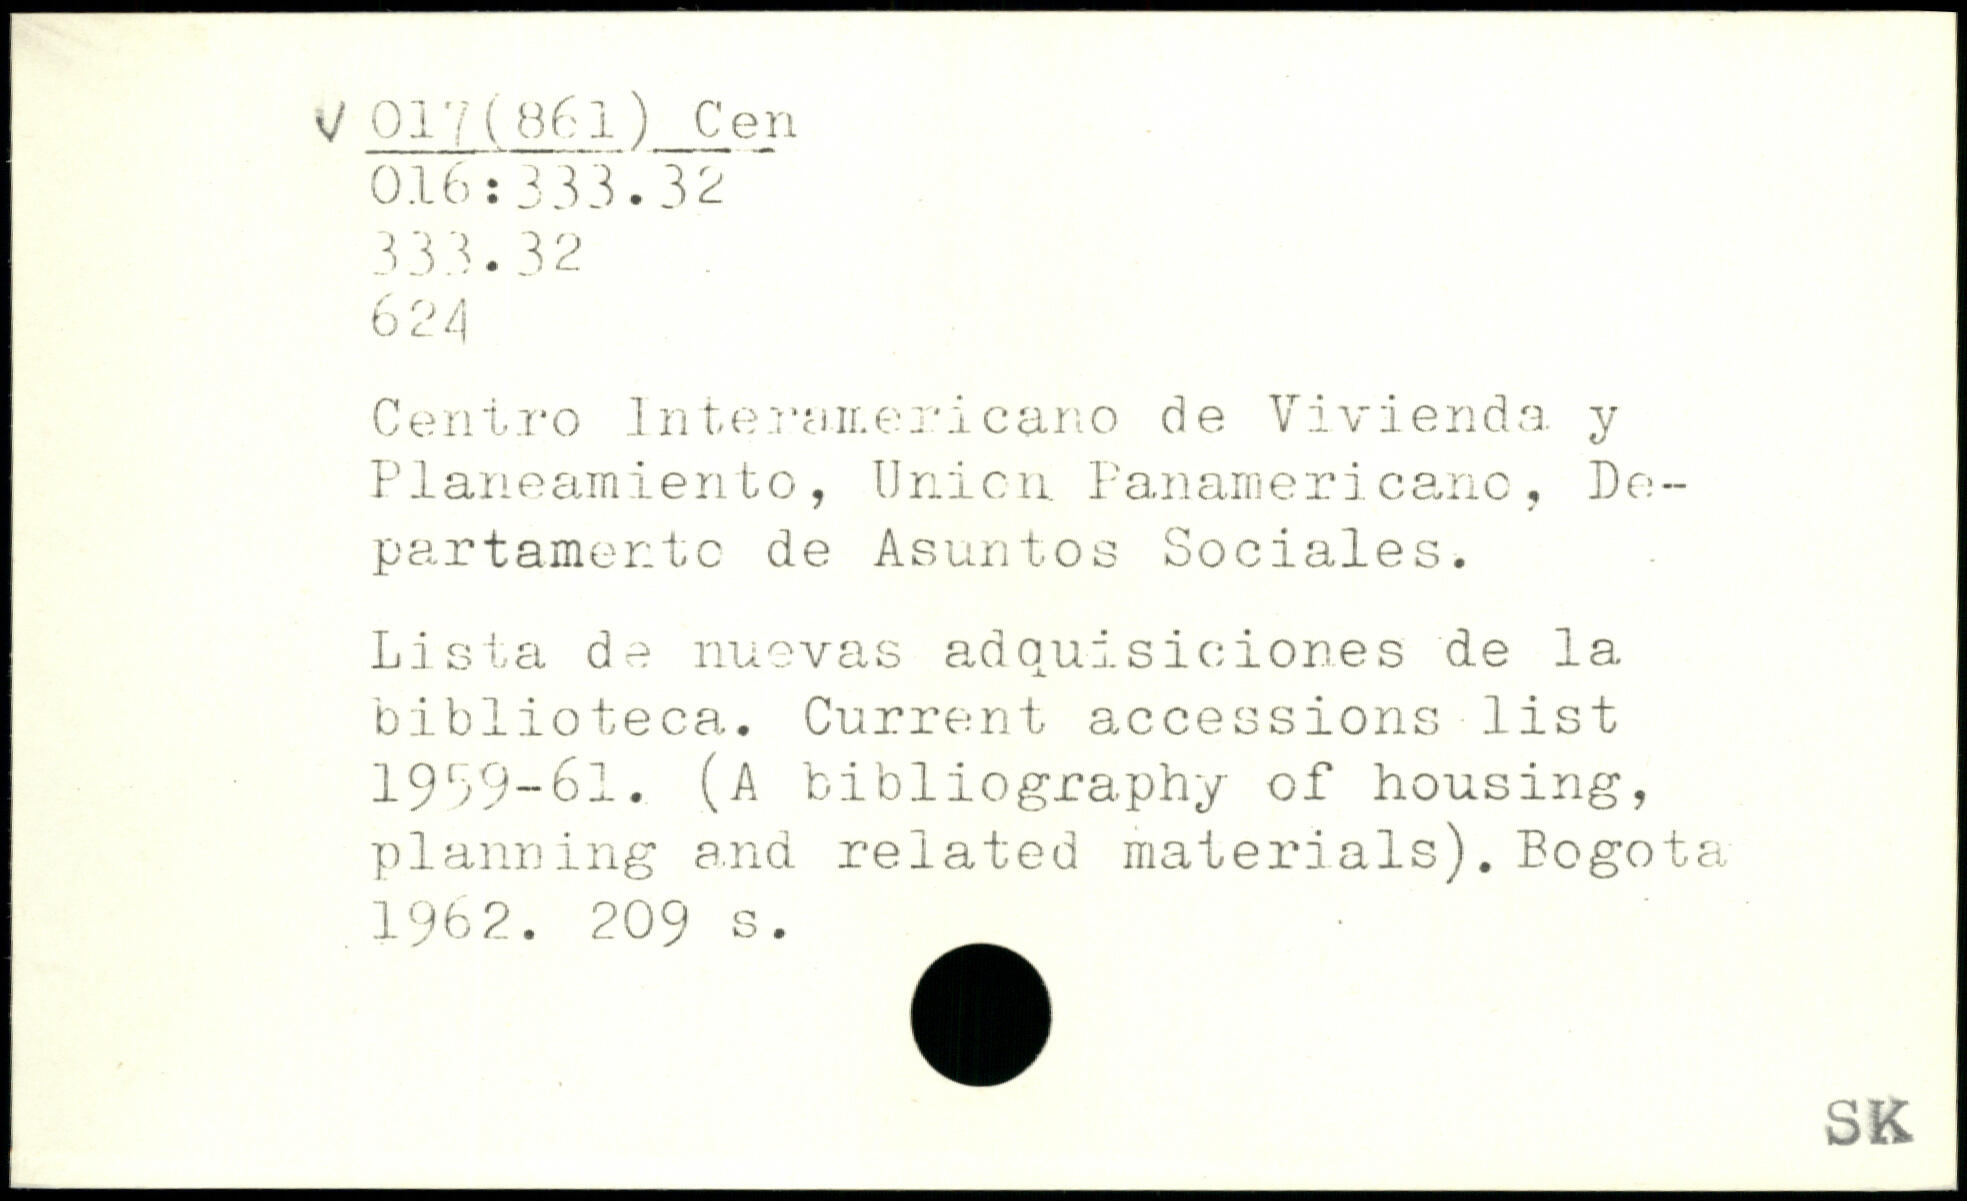 ✓ 017(861) Cen
016:333.32
333.32
624
Centro Interamericano de Vivienda y
Planeamiento, Union Panamericano, De-
partamento de Asuntos Sociales.
Lista de nuevas adquisiciones de la
biblioteca. Current accessions list
1959-61. (A bibliography of housing,
planning and related materials). Bogota
1962. 209 s.
SK